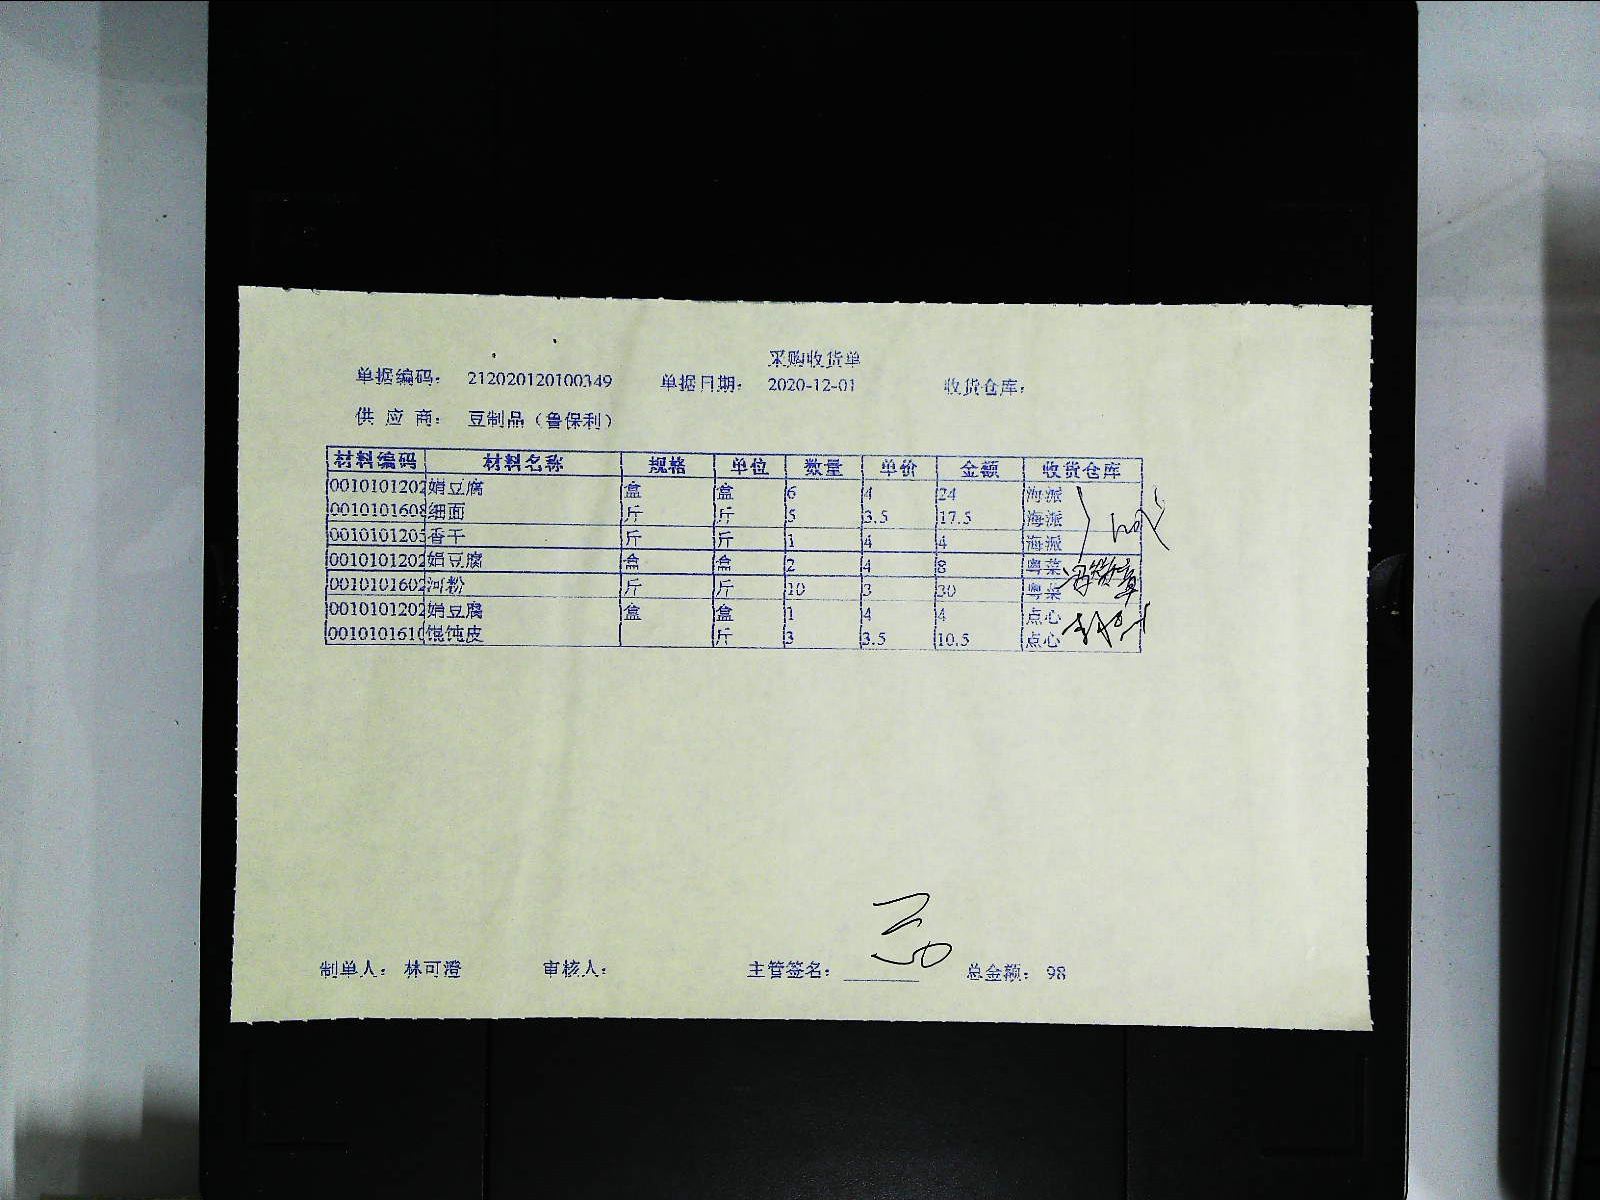 采购收货单
单据编码： 212020120100349 单据日期： 2020-12-01 收货仓库：
供 应 商： 豆制品（鲁保利）
材料编码 材料名称 规格 单位 数量 单价 金额 收货仓库
0010101202 娟豆腐 盒 盒 6 4 24 海派
0010101608 细面 斤 斤 5 3.5 17.5 海派
0010101203 香干 斤 斤 1 4 4 海派
0010101202 娟豆腐 盒 盒 2 4 8 粤菜
0010101602 河粉 斤 斤 10 3 30 粤菜
0010101202 娟豆腐 盒 盒 1 4 4 点心
0010101610 馄饨皮 斤 3 3.5 10.5 点心
制单人： 林可澄 审核人： 主管签名： 总金额： 98